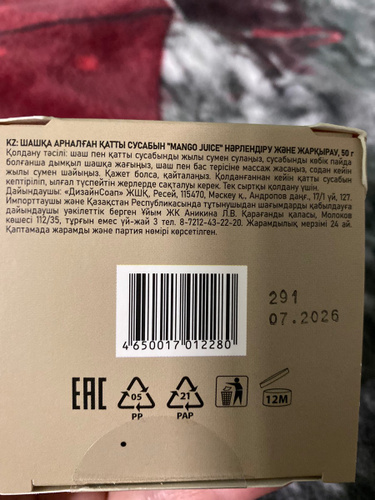 KZ: ШАШҚА АРНАЛҒАН ҚАТТЫ СУСАБЫН "MANGO JUICE" НӘРЛЕНДІРУ ЖӘНЕ ЖАРҚЫРАУ, 50 г
Қолдану тәсілі: шаш пен қатты сусабынды жылы сумен сулаңыз, сусабынды көбік пайда
болғанша дымқыл шашқа жағыңыз, шаш пен бас терісіне массаж жасаңыз, содан кейін
жылы сумен шайыңыз. Қажет болса, қайталаңыз. Қолданғаннан кейін қатты сусабынды
кептіріп, ылғал түспейтін жерлерде сақталуы керек. Тек сыртқы қолдану үшін.
Дайындаушы: «ДизайнСоап» ЖШҚ, Ресей, 115470, Мәскеу қ., Андропов даңғ., 17/1 үй, 127.
Импорттаушы және Қазақстан Республикасында тұтынушыдан шағымдарды қабылдауға
дайындаушы уәкілеттік берген Ұйым ЖК Аникина Л.В. Қарағанды қаласы, Молоков
көшесі 112/35, тұрғын емес үй-жай 3 тел. 8-7212-43-22-20. Жарамдылық мерзімі 24 ай.
Қаптамада жарамды және партия нөмірі көрсетілген.
291
07.2026
4650017012280
EAC
05
PP
21
PAP
12M